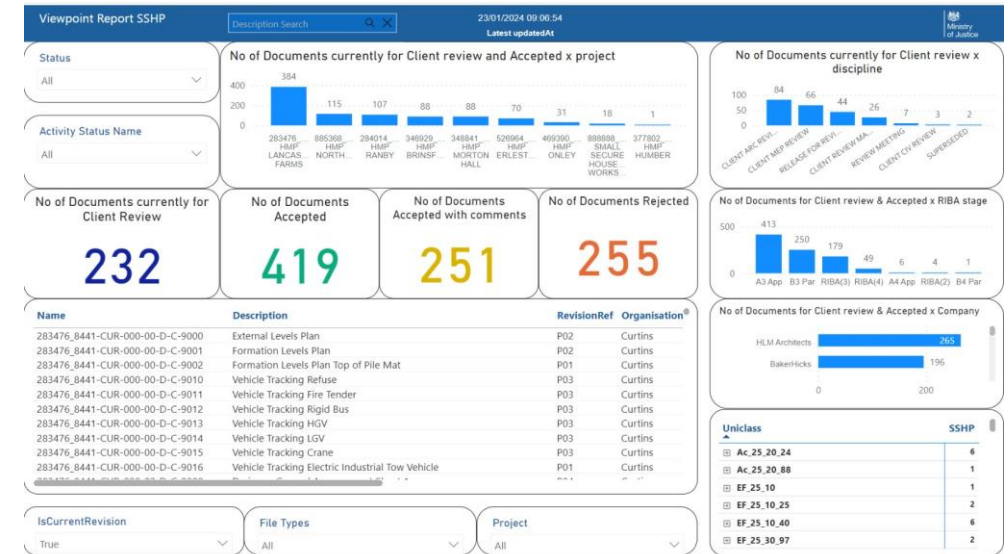 Viewpoint Report SSHP
Description Search
23/01/2024 09:06:54
Latest updatedAt
Ministry
of Justice
Status
All
Activity Status Name
All
No of Documents currently for Client review and Accepted x project
400
200
0
384
115
107
88
88
70
31
18
1
283476 ...
HMP
LANCAS...
FARMS
885368 ...
HMP
NORTH...
284014 ...
HMP
RANBY
346929
HMP
BRINSF...
348841 ...
HMP
MORTON
HALL
526964 ...
HMP
ERLEST...
469390 ...
HMP
ONLEY
888888 ...
SMALL
SECURE
HOUSE...
WORKS...
377802 ...
HMP
HUMBER
No of Documents currently for Client review x
discipline
100
50
0
84
66
44
26
7
3
2
CLIENT ARC REVI...
CLIENT MEP REVIEW
RELEASE FOR REVI...
CLIENT REVIEW MA...
REVIEW MEETING
CLIENT CIV REVIEW
SUPERSEDED
No of Documents currently for
Client Review
232
No of Documents
Accepted
419
No of Documents
Accepted with comments
251
No of Documents Rejected
255
No of Documents for Client review & Accepted x RIBA stage
500
0
413
250
179
49
6
4
1
A3 App B3 Par RIBA(3) RIBA(4) A4 App RIBA(2) B4 Par
Name Description RevisionRef Organisation
283476_8441-CUR-000-00-D-C-9000 External Levels Plan P02 Curtins
283476_8441-CUR-000-00-D-C-9001 Formation Levels Plan P02 Curtins
283476_8441-CUR-000-00-D-C-9002 Formation Levels Plan Top of Pile Mat P01 Curtins
283476_8441-CUR-000-00-D-C-9010 Vehicle Tracking Refuse P03 Curtins
283476_8441-CUR-000-00-D-C-9011 Vehicle Tracking Fire Tender P03 Curtins
283476_8441-CUR-000-00-D-C-9012 Vehicle Tracking Rigid Bus P03 Curtins
283476_8441-CUR-000-00-D-C-9013 Vehicle Tracking HGV P03 Curtins
283476_8441-CUR-000-00-D-C-9014 Vehicle Tracking LGV P03 Curtins
283476_8441-CUR-000-00-D-C-9015 Vehicle Tracking Crane P03 Curtins
283476_8441-CUR-000-00-D-C-9016 Vehicle Tracking Electric Industrial Tow Vehicle P01 Curtins
No of Documents for Client review & Accepted x Company
HLM Architects 265
BakerHicks 196
0 200
Uniclass SSHP
Ac_25_20_24 6
Ac_25_20_88 1
EF_25_10 1
EF_25_10_25 2
EF_25_10_40 6
EF_25_30_97 2
IsCurrentRevision
True
File Types
All
Project
All